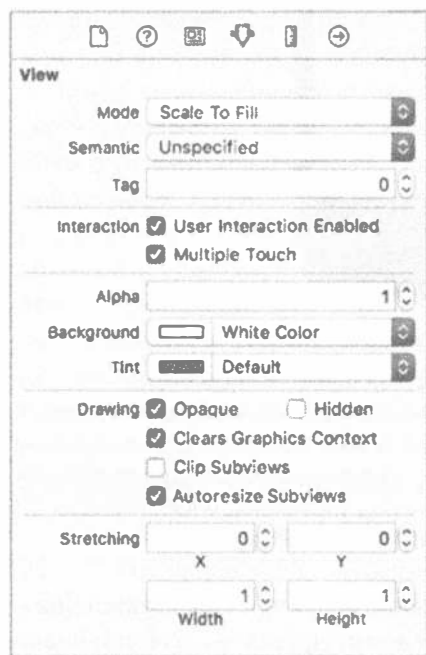 View
Mode Scale To Fill
Semantic Unspecified
Tag 0
Interaction User Interaction Enabled
Multiple Touch
Alpha 1
Background White Color
Tint Default
Drawing Opaque Hidden
Clears Graphics Context
Clip Subviews
Autoresize Subviews
Stretching 0 0
X Y
1 1
Width Height